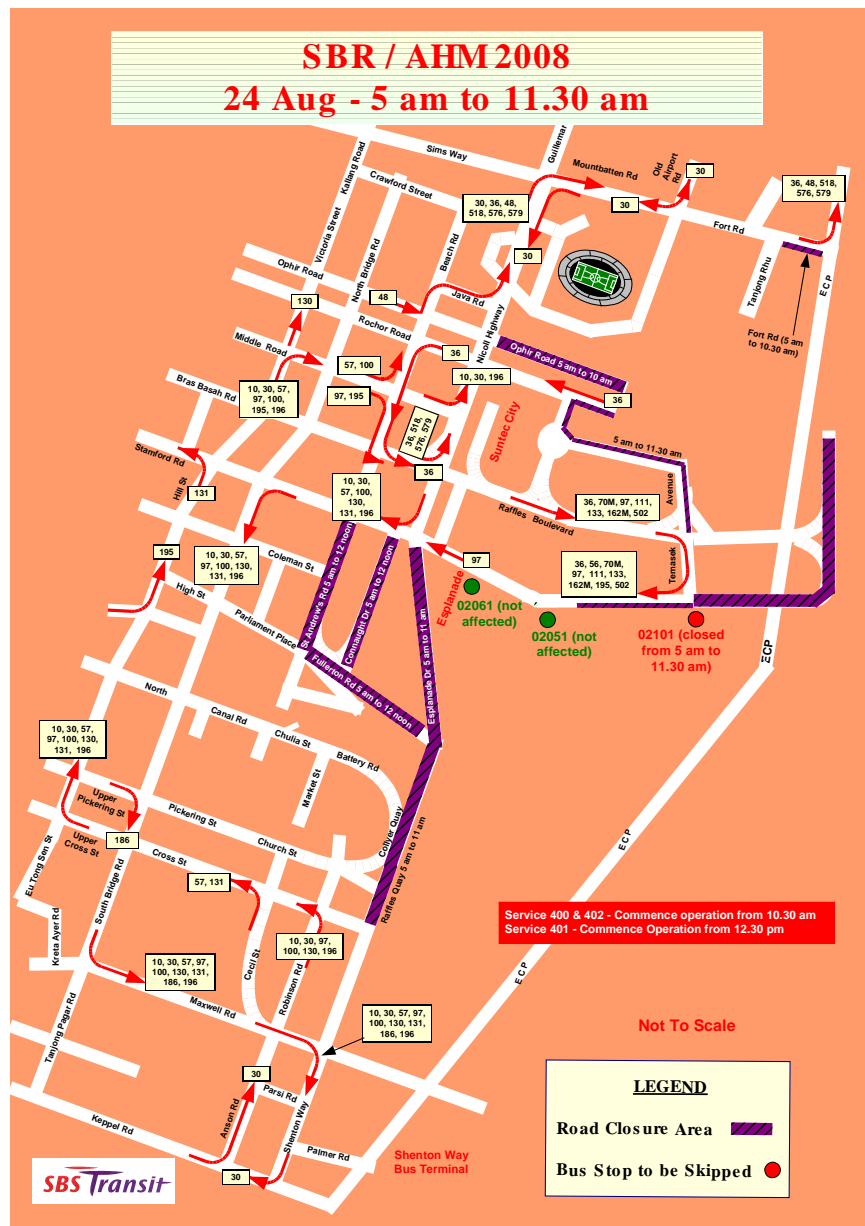 SBR / AHM 2008
24 Aug - 5 am to 11.30 am
Sims Way
Guillemar
Kallang Road
Crawford Street
Mountbatten Rd
Old
Airport
Rd
30
36, 48, 518,
576, 579
30, 36, 48,
518, 576, 579
30
Fort Rd
Victoria Street
North Bridge Rd
Beach Rd
30
Tanjong Rhu
E C P
Ophir Road
48
Java Rd
130
Rochor Road
Nicoll Highway
Fort Rd (5 am
to 10.30 am)
Middle Road
57, 100
36
Ophir Road 5 am to 10 am
Bras Basah Rd
10, 30, 57,
97, 100,
195, 196
97, 195
10, 30, 196
36
36, 518,
576, 579
Suntec City
5 am to 11.30 am
Stamford Rd
Hill St
131
10, 30,
57, 100,
130,
131, 196
36
Raffles Boulevard
36, 70M, 97, 111,
133, 162M, 502
Avenue
195
10, 30, 57,
97, 100, 130,
131, 196
Coleman St
97
36, 56, 70M,
97, 111, 133,
162M, 195, 502
Temasek
High St
Parliament Place
St Andrew's Rd 5 am to 12 noon
Connaught Dr 5 am to 12 noon
Esplanade
02061 (not
affected)
02051 (not
affected)
02101 (closed
from 5 am to
11.30 am)
ECP
Fullerton Rd 5 am to 12 noon
Esplanade Dr 5 am to 11 am
North
Canal Rd
Chulia St
Battery Rd
10, 30, 57,
97, 100, 130,
131, 196
Market St
Upper
Pickering St
Pickering St
Church St
Collyer Quay
Raffles Quay 5 am to 11 am
E C P
186
Upper
Cross St
Cross St
Eu Tong Sen St
South Bridge Rd
57, 131
Kreta Ayer Rd
Service 400 & 402 - Commence operation from 10.30 am
Service 401 - Commence Operation from 12.30 pm
10, 30, 57, 97,
100, 130, 131,
186, 196
Cecil St
10, 30, 97,
100, 130, 196
Robinson Rd
E C P
Maxwell Rd
Tanjong Pagar Rd
10, 30, 57, 97,
100, 130, 131,
186, 196
Not To Scale
30
Parsi Rd
Anson Rd
Shenton Way
Keppel Rd
Palmer Rd
30
Shenton Way
Bus Terminal
LEGEND
Road Closure Area
Bus Stop to be Skipped
SBS Transit